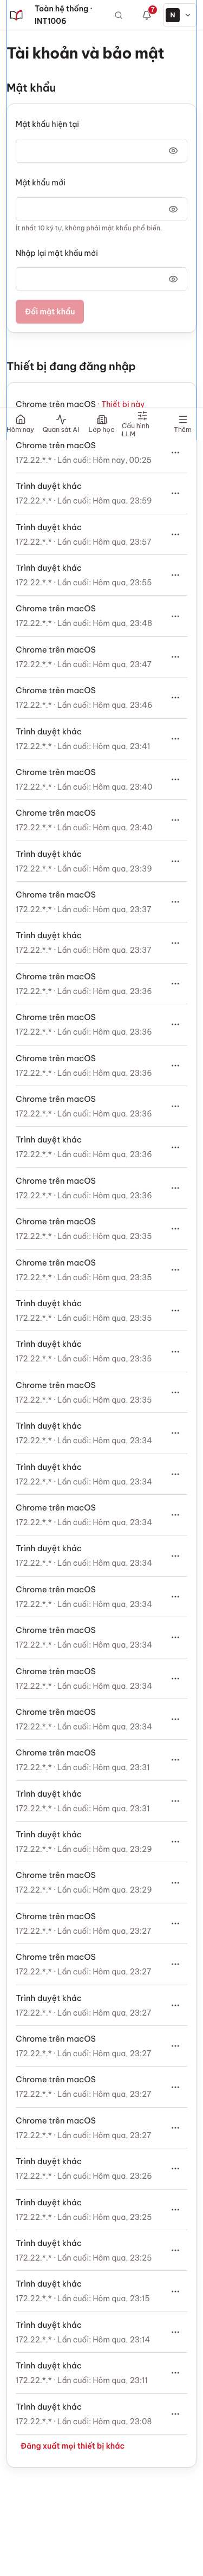 Toàn hệ thống ·
INT1006
7
N
Tài khoản và bảo mật
Mật khẩu
Mật khẩu hiện tại
Mật khẩu mới
Ít nhất 10 ký tự, không phải mật khẩu phổ biến.
Nhập lại mật khẩu mới
Đổi mật khẩu
Thiết bị đang đăng nhập
Chrome trên macOS · Thiết bị này
Hôm nay
Quan sát AI
Lớp học
Cấu hình
LLM
Thêm
Chrome trên macOS
172.22.*.* · Lần cuối: Hôm nay, 00:25
Trình duyệt khác
172.22.*.* · Lần cuối: Hôm qua, 23:59
Trình duyệt khác
172.22.*.* · Lần cuối: Hôm qua, 23:57
Trình duyệt khác
172.22.*.* · Lần cuối: Hôm qua, 23:55
Chrome trên macOS
172.22.*.* · Lần cuối: Hôm qua, 23:48
Chrome trên macOS
172.22.*.* · Lần cuối: Hôm qua, 23:47
Chrome trên macOS
172.22.*.* · Lần cuối: Hôm qua, 23:46
Trình duyệt khác
172.22.*.* · Lần cuối: Hôm qua, 23:41
Chrome trên macOS
172.22.*.* · Lần cuối: Hôm qua, 23:40
Chrome trên macOS
172.22.*.* · Lần cuối: Hôm qua, 23:40
Trình duyệt khác
172.22.*.* · Lần cuối: Hôm qua, 23:39
Chrome trên macOS
172.22.*.* · Lần cuối: Hôm qua, 23:37
Trình duyệt khác
172.22.*.* · Lần cuối: Hôm qua, 23:37
Chrome trên macOS
172.22.*.* · Lần cuối: Hôm qua, 23:36
Chrome trên macOS
172.22.*.* · Lần cuối: Hôm qua, 23:36
Chrome trên macOS
172.22.*.* · Lần cuối: Hôm qua, 23:36
Chrome trên macOS
172.22.*.* · Lần cuối: Hôm qua, 23:36
Trình duyệt khác
172.22.*.* · Lần cuối: Hôm qua, 23:36
Chrome trên macOS
172.22.*.* · Lần cuối: Hôm qua, 23:36
Chrome trên macOS
172.22.*.* · Lần cuối: Hôm qua, 23:35
Chrome trên macOS
172.22.*.* · Lần cuối: Hôm qua, 23:35
Trình duyệt khác
172.22.*.* · Lần cuối: Hôm qua, 23:35
Trình duyệt khác
172.22.*.* · Lần cuối: Hôm qua, 23:35
Chrome trên macOS
172.22.*.* · Lần cuối: Hôm qua, 23:35
Trình duyệt khác
172.22.*.* · Lần cuối: Hôm qua, 23:34
Trình duyệt khác
172.22.*.* · Lần cuối: Hôm qua, 23:34
Chrome trên macOS
172.22.*.* · Lần cuối: Hôm qua, 23:34
Trình duyệt khác
172.22.*.* · Lần cuối: Hôm qua, 23:34
Chrome trên macOS
172.22.*.* · Lần cuối: Hôm qua, 23:34
Chrome trên macOS
172.22.*.* · Lần cuối: Hôm qua, 23:34
Chrome trên macOS
172.22.*.* · Lần cuối: Hôm qua, 23:34
Chrome trên macOS
172.22.*.* · Lần cuối: Hôm qua, 23:34
Chrome trên macOS
172.22.*.* · Lần cuối: Hôm qua, 23:31
Trình duyệt khác
172.22.*.* · Lần cuối: Hôm qua, 23:31
Trình duyệt khác
172.22.*.* · Lần cuối: Hôm qua, 23:29
Chrome trên macOS
172.22.*.* · Lần cuối: Hôm qua, 23:29
Chrome trên macOS
172.22.*.* · Lần cuối: Hôm qua, 23:27
Chrome trên macOS
172.22.*.* · Lần cuối: Hôm qua, 23:27
Trình duyệt khác
172.22.*.* · Lần cuối: Hôm qua, 23:27
Chrome trên macOS
172.22.*.* · Lần cuối: Hôm qua, 23:27
Chrome trên macOS
172.22.*.* · Lần cuối: Hôm qua, 23:27
Chrome trên macOS
172.22.*.* · Lần cuối: Hôm qua, 23:27
Trình duyệt khác
172.22.*.* · Lần cuối: Hôm qua, 23:26
Trình duyệt khác
172.22.*.* · Lần cuối: Hôm qua, 23:25
Trình duyệt khác
172.22.*.* · Lần cuối: Hôm qua, 23:25
Trình duyệt khác
172.22.*.* · Lần cuối: Hôm qua, 23:15
Trình duyệt khác
172.22.*.* · Lần cuối: Hôm qua, 23:14
Trình duyệt khác
172.22.*.* · Lần cuối: Hôm qua, 23:11
Trình duyệt khác
172.22.*.* · Lần cuối: Hôm qua, 23:08
Đăng xuất mọi thiết bị khác